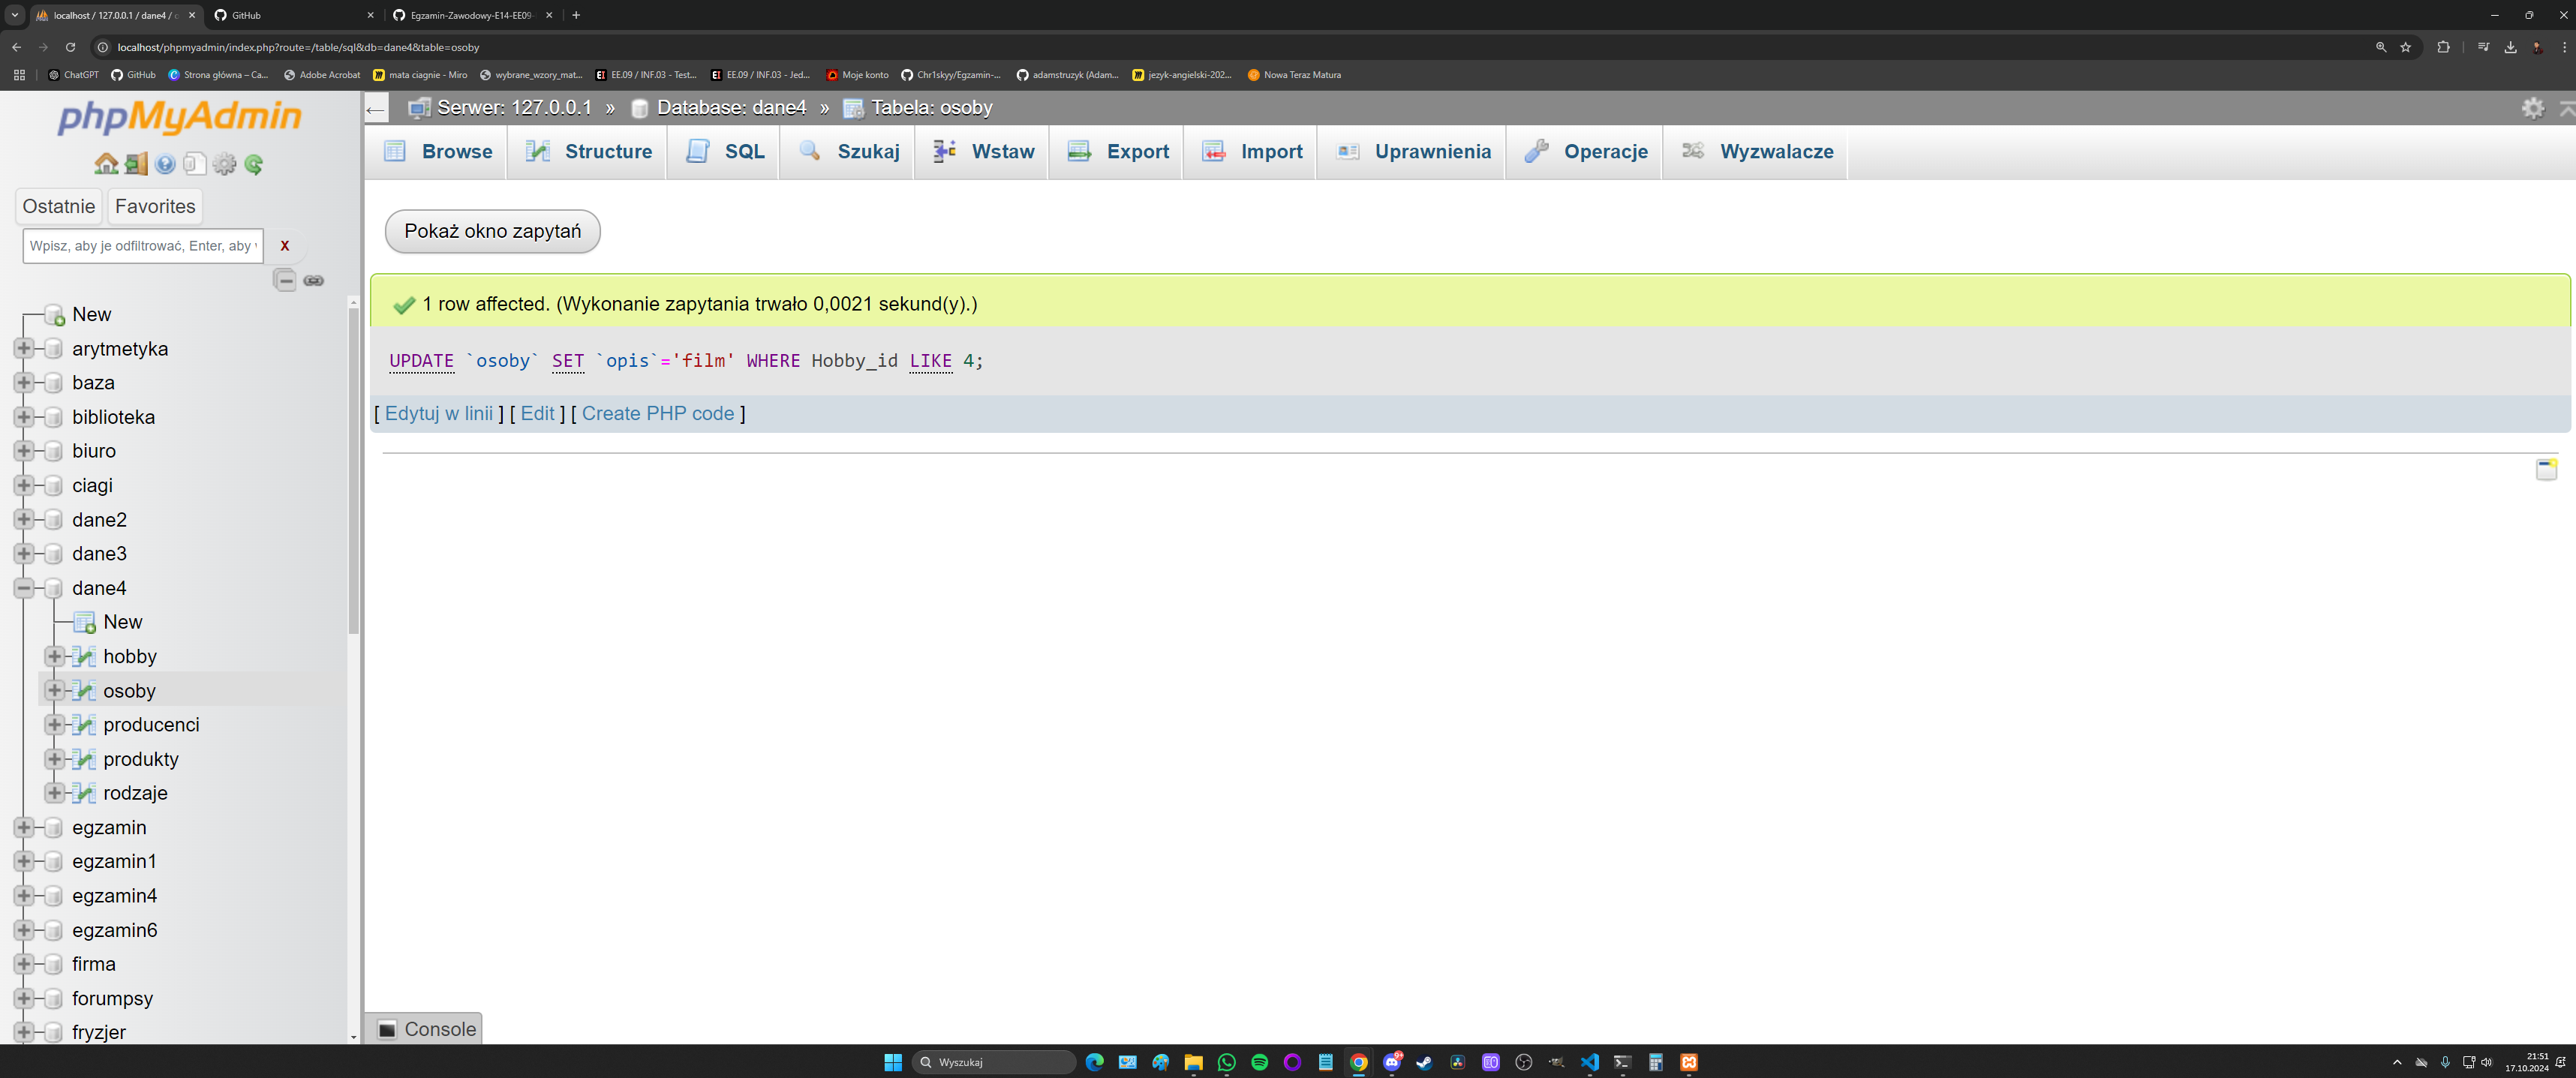 localhost / 127.0.0.1 / dane4 / o
GitHub
Egzamin-Zawodowy-E14-EE09-
localhost/phpmyadmin/index.php?route=/table/sql&db=dane4&table=osoby
ChatGPT
GitHub
Strona główna – Ca...
Adobe Acrobat
mata ciagnie - Miro
wybrane_wzory_mat...
EE.09 / INF.03 - Test...
EE.09 / INF.03 - Jed...
Moje konto
Chr1skyy/Egzamin-...
adamstruzyk (Adam...
jezyk-angielski-202...
Nowa Teraz Matura
phpMyAdmin
Ostatnie
Favorites
Wpisz, aby je odfiltrować, Enter, aby
X
New
arytmetyka
baza
biblioteka
biuro
ciagi
dane2
dane3
dane4
New
hobby
osoby
producenci
produkty
rodzaje
egzamin
egzamin1
egzamin4
egzamin6
firma
forumpsy
fryzjer
Serwer: 127.0.0.1 » Database: dane4 » Tabela: osoby
Browse
Structure
SQL
Szukaj
Wstaw
Export
Import
Uprawnienia
Operacje
Wyzwalacze
Pokaż okno zapytań
1 row affected. (Wykonanie zapytania trwało 0,0021 sekund(y).)
UPDATE `osoby` SET `opis`='film' WHERE Hobby_id LIKE 4;
[ Edytuj w linii ] [ Edit ] [ Create PHP code ]
Console
Wyszukaj
21:51
17.10.2024